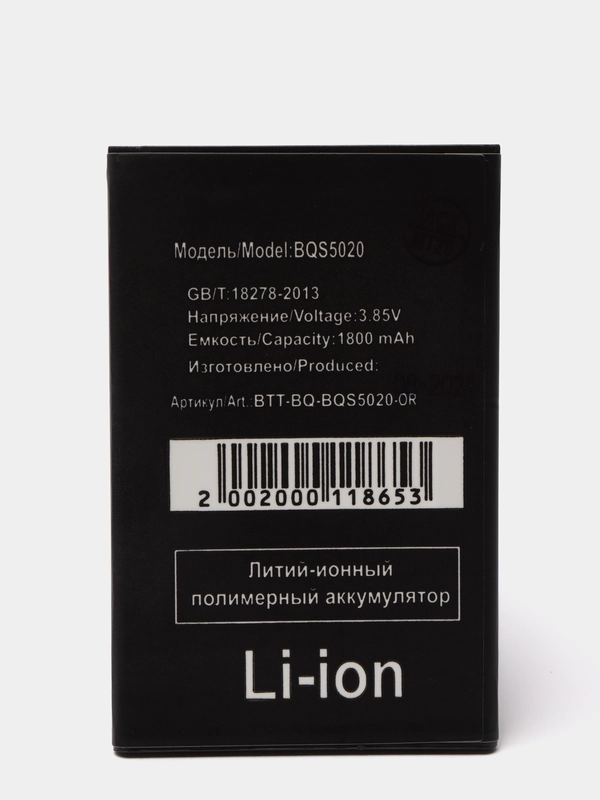 Модель/Model:BQS5020
GB/T:18278-2013
Напряжение/Voltage:3.85V
Емкость/Capacity:1800 mAh
Изготовлено/Produced:
Артикул/Art.:BTT-BQ-BQS5020-OR
2 002000 118653
Литий-ионный
полимерный аккумулятор
Li-ion